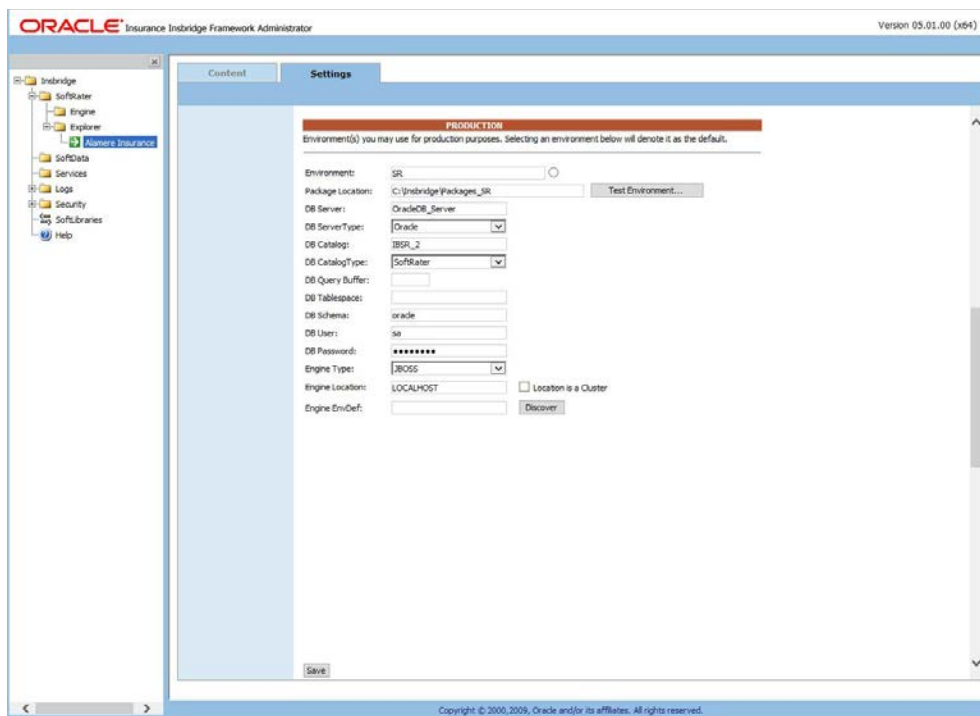 ORACLE Insurance Insbridge Framework Administrator
Version 05.01.00 (x64)
Insbridge
SoftRater
Engine
Explorer
Alamere Insurance
SoftData
Services
Logs
Security
SoftLibraries
Help
Content
Settings
PRODUCTION
Environment(s) you may use for production purposes. Selecting an environment below will denote it as the default.
Environment: SR
Package Location: C:\Insbridge\Packages_SR Test Environment...
DB Server: OracleDB_Server
DB ServerType: Oracle
DB Catalog: IBSR_2
DB CatalogType: SoftRater
DB Query Buffer:
DB Tablespace:
DB Schema: oracle
DB User: sa
DB Password: ●●●●●●●●
Engine Type: JBOSS
Engine Location: LOCALHOST Location is a Cluster
Engine EnvDef: Discover
Save
Copyright © 2000,2009, Oracle and/or its affiliates. All rights reserved.